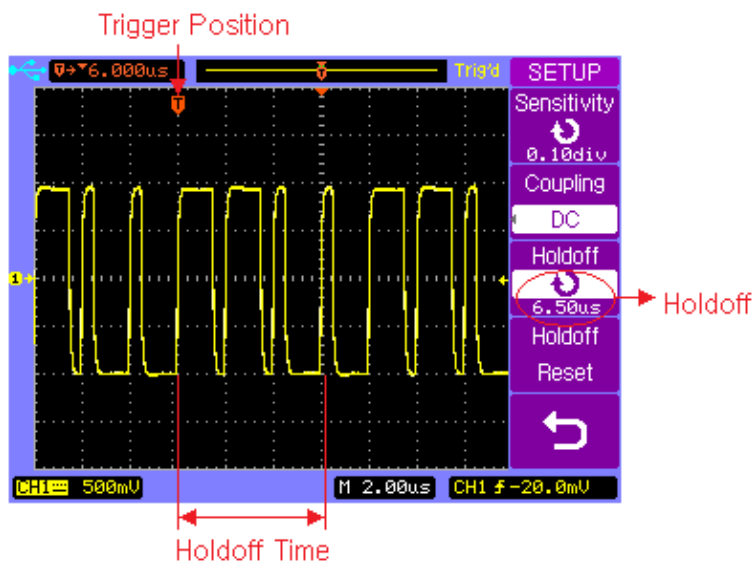 Trigger Position
T→▼6.000us
T
Trig'd
SETUP
T
Sensitivity
0.10div
Coupling
DC
Holdoff
6.50us
Holdoff
Holdoff
Reset
1
CH1 500mV
M 2.00us
CH1 -20.0mV
Holdoff Time